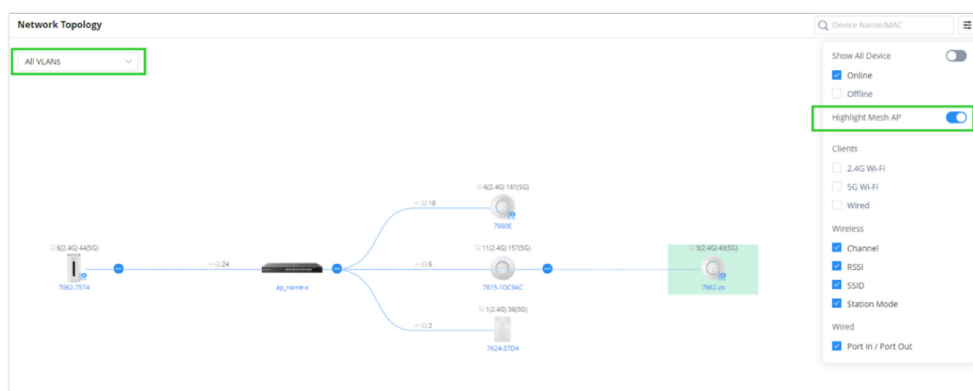 Network Topology
Device Name/MAC
All VLANs
Show All Device
Online
Offline
Highlight Mesh AP
Clients
2.4G Wi-Fi
5G Wi-Fi
Wired
Wireless
Channel
RSSI
SSID
Station Mode
Wired
Port In / Port Out
6(2.4G) 161(5G)
18
7660E
6(2.4G) 44(5G)
7062-7574
24
ap_name-x
11(2.4G) 157(5G)
6
7615-1DC9AC
3(2.4G) 40(5G)
7662-zx
1(2.4G) 36(5G)
2
7624-37D4